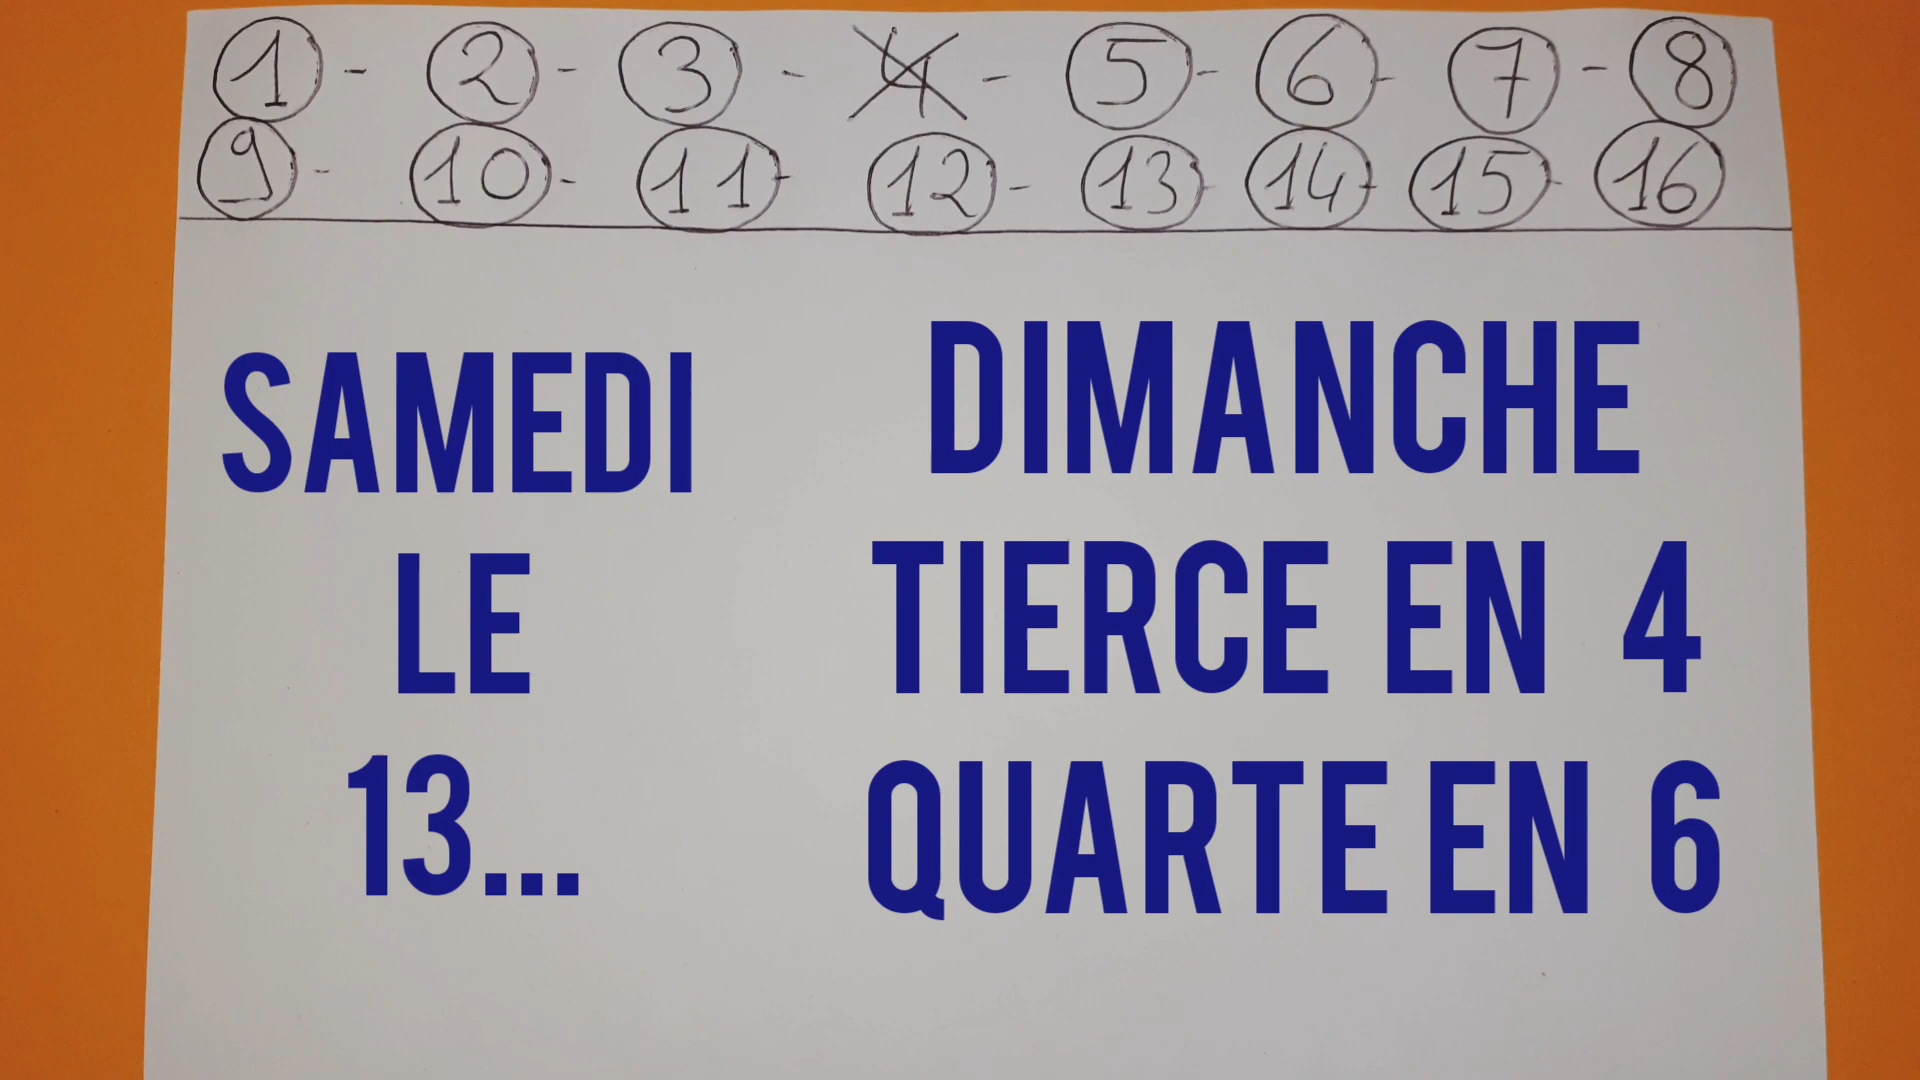 1 - 2 - 3 - 4 - 5 - 6 - 7 - 8
9 - 10 - 11 - 12 - 13 - 14 - 15 - 16
SAMEDI
LE
13...
DIMANCHE
TIERCE EN 4
QUARTE EN 6